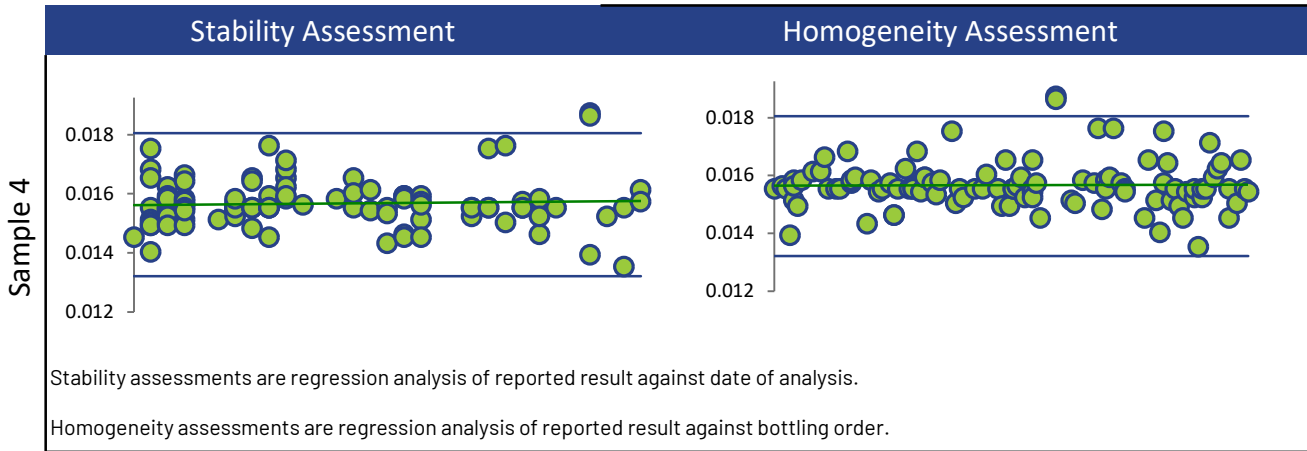 Stability Assessment
Homogeneity Assessment
Sample 4
0.018
0.016
0.014
0.012
0.018
0.016
0.014
0.012
Stability assessments are regression analysis of reported result against date of analysis.
Homogeneity assessments are regression analysis of reported result against bottling order.